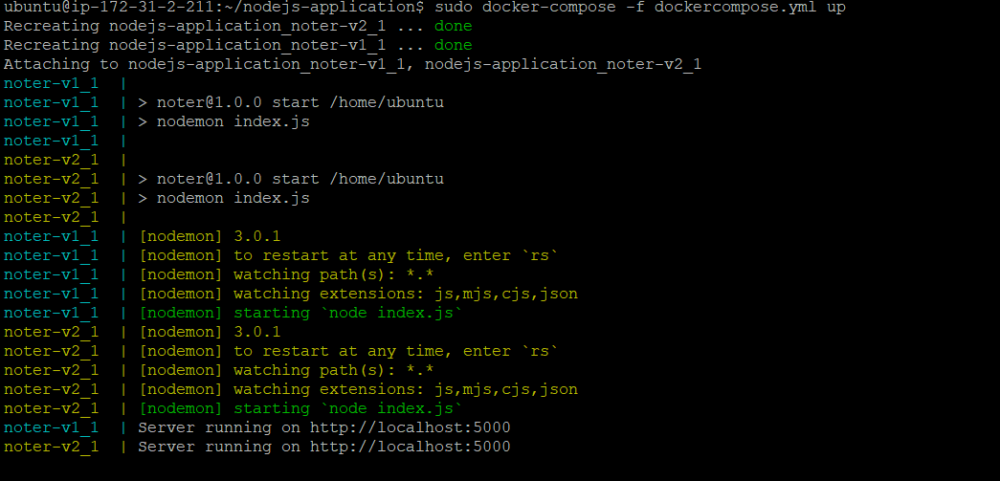 ubuntu@ip-172-31-2-211:~/nodejs-application$ sudo docker-compose -f dockercompose.yml up
Recreating nodejs-application_noter-v2_1 ... done
Recreating nodejs-application_noter-v1_1 ... done
Attaching to nodejs-application_noter-v1_1, nodejs-application_noter-v2_1
noter-v1_1  |
noter-v1_1  | > noter@1.0.0 start /home/ubuntu
noter-v1_1  | > nodemon index.js
noter-v1_1  |
noter-v2_1  |
noter-v2_1  | > noter@1.0.0 start /home/ubuntu
noter-v2_1  | > nodemon index.js
noter-v2_1  |
noter-v1_1  | [nodemon] 3.0.1
noter-v1_1  | [nodemon] to restart at any time, enter `rs`
noter-v1_1  | [nodemon] watching path(s): *.*
noter-v1_1  | [nodemon] watching extensions: js,mjs,cjs,json
noter-v1_1  | [nodemon] starting `node index.js`
noter-v2_1  | [nodemon] 3.0.1
noter-v2_1  | [nodemon] to restart at any time, enter `rs`
noter-v2_1  | [nodemon] watching path(s): *.*
noter-v2_1  | [nodemon] watching extensions: js,mjs,cjs,json
noter-v2_1  | [nodemon] starting `node index.js`
noter-v1_1  | Server running on http://localhost:5000
noter-v2_1  | Server running on http://localhost:5000